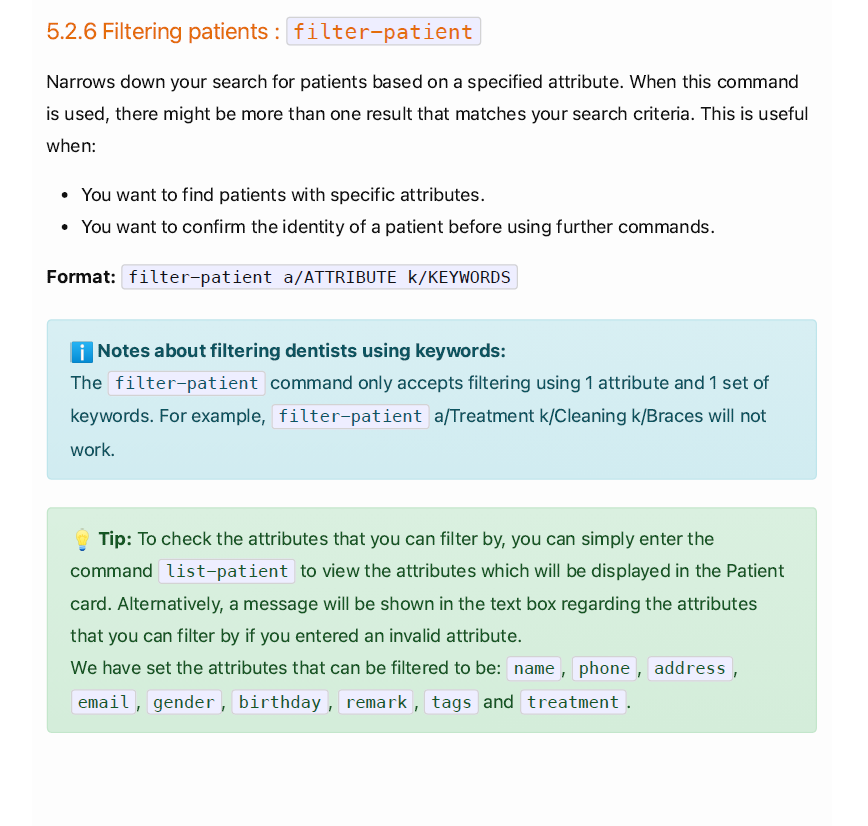 5.2.6 Filtering patients : filter-patient
Narrows down your search for patients based on a specified attribute. When this command
is used, there might be more than one result that matches your search criteria. This is useful
when:
• You want to find patients with specific attributes.
• You want to confirm the identity of a patient before using further commands.
Format: filter-patient a/ATTRIBUTE k/KEYWORDS
ℹ️ Notes about filtering dentists using keywords:
The filter-patient command only accepts filtering using 1 attribute and 1 set of
keywords. For example, filter-patient a/Treatment k/Cleaning k/Braces will not
work.
💡 Tip: To check the attributes that you can filter by, you can simply enter the
command list-patient to view the attributes which will be displayed in the Patient
card. Alternatively, a message will be shown in the text box regarding the attributes
that you can filter by if you entered an invalid attribute.
We have set the attributes that can be filtered to be: name, phone, address,
email, gender, birthday, remark, tags and treatment.